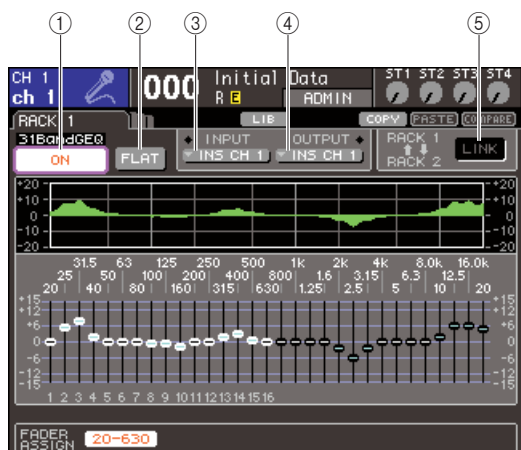 ① ② ③ ④ ⑤
CH 1
ch 1
000
Initial Data
R E ADMIN
ST1 ST2 ST3 ST4
RACK 1
LIB
COPY PASTE COMPARE
31BandGEQ
ON
FLAT
INPUT
INS CH 1
OUTPUT
INS CH 1
RACK 1
RACK 2
LINK
+20 +20
+10 +10
0 0
-10 -10
-20 -20
31.5 63 125 250 500 1k 2k 4k 8.0k 16.0k
25 50 100 200 400 800 1.6 3.15 6.3 12.5
20 40 80 160 315 630 1.25 2.5 5 10 20
+15 +15
+12 +12
+6 +6
0 0
-6 -6
-12 -12
-15 -15
1 2 3 4 5 6 7 8 9 10 11 12 13 14 15 16
FADER
ASSIGN
20-630